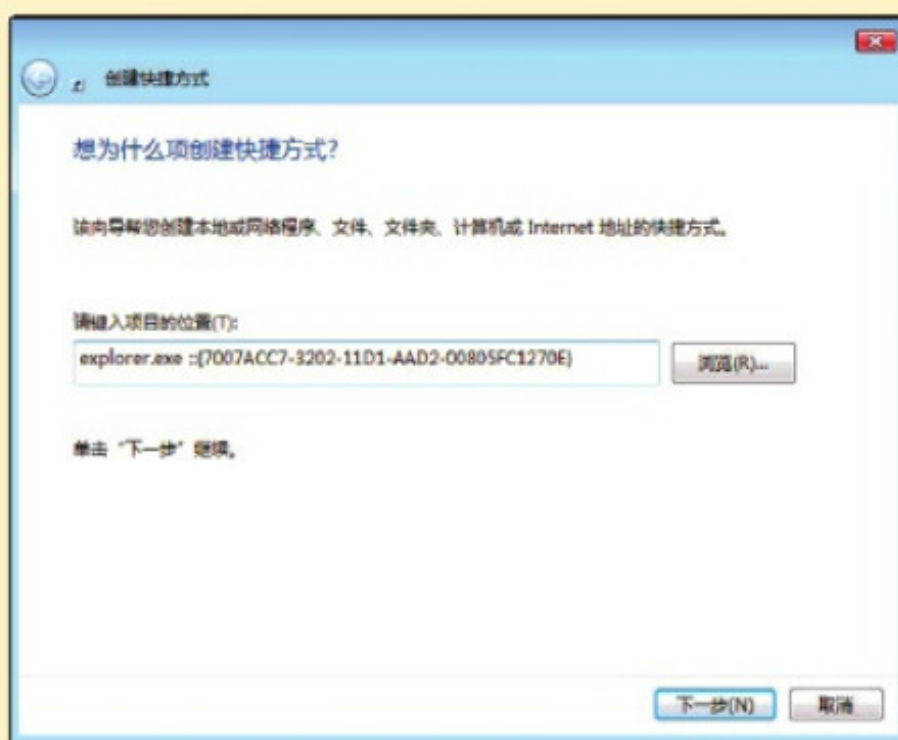 创建快捷方式
想为什么项创建快捷方式?
该向导帮您创建本地或网络程序、文件、文件夹、计算机或 Internet 地址的快捷方式。
请键入项目的位置(T):
explorer.exe ::{7007ACC7-3202-11D1-AAD2-00805FC1270E}
浏览(R)...
单击“下一步”继续。
下一步(N)
取消